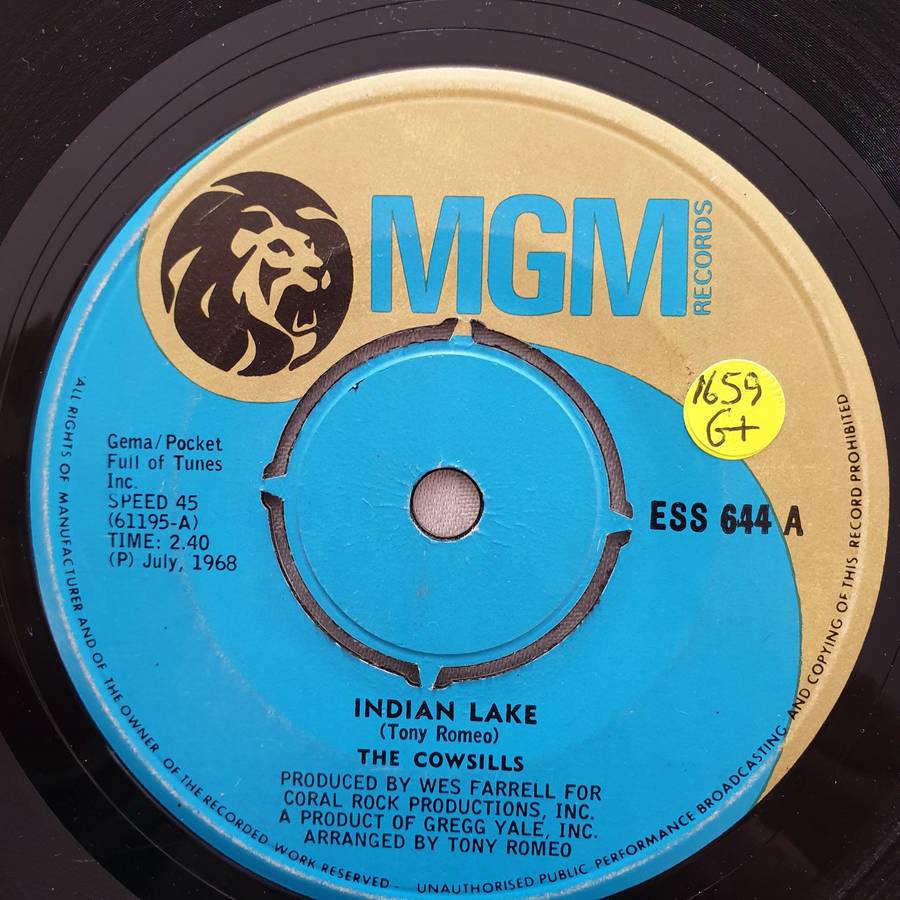 MGM
RECORDS
1659
G+
Gema/Pocket
Full of Tunes
Inc.
SPEED 45
(61195-A)
TIME: 2.40
(P) July, 1968
ESS 644 A
INDIAN LAKE
(Tony Romeo)
THE COWSILLS
PRODUCED BY WES FARRELL FOR
CORAL ROCK PRODUCTIONS, INC.
A PRODUCT OF GREGG YALE, INC.
ARRANGED BY TONY ROMEO
ALL RIGHTS OF MANUFACTURER AND OF THE OWNER OF THE RECORDED WORK RESERVED - UNAUTHORISED PUBLIC PERFORMANCE BROADCASTING AND COPYING OF THIS RECORD PROHIBITED